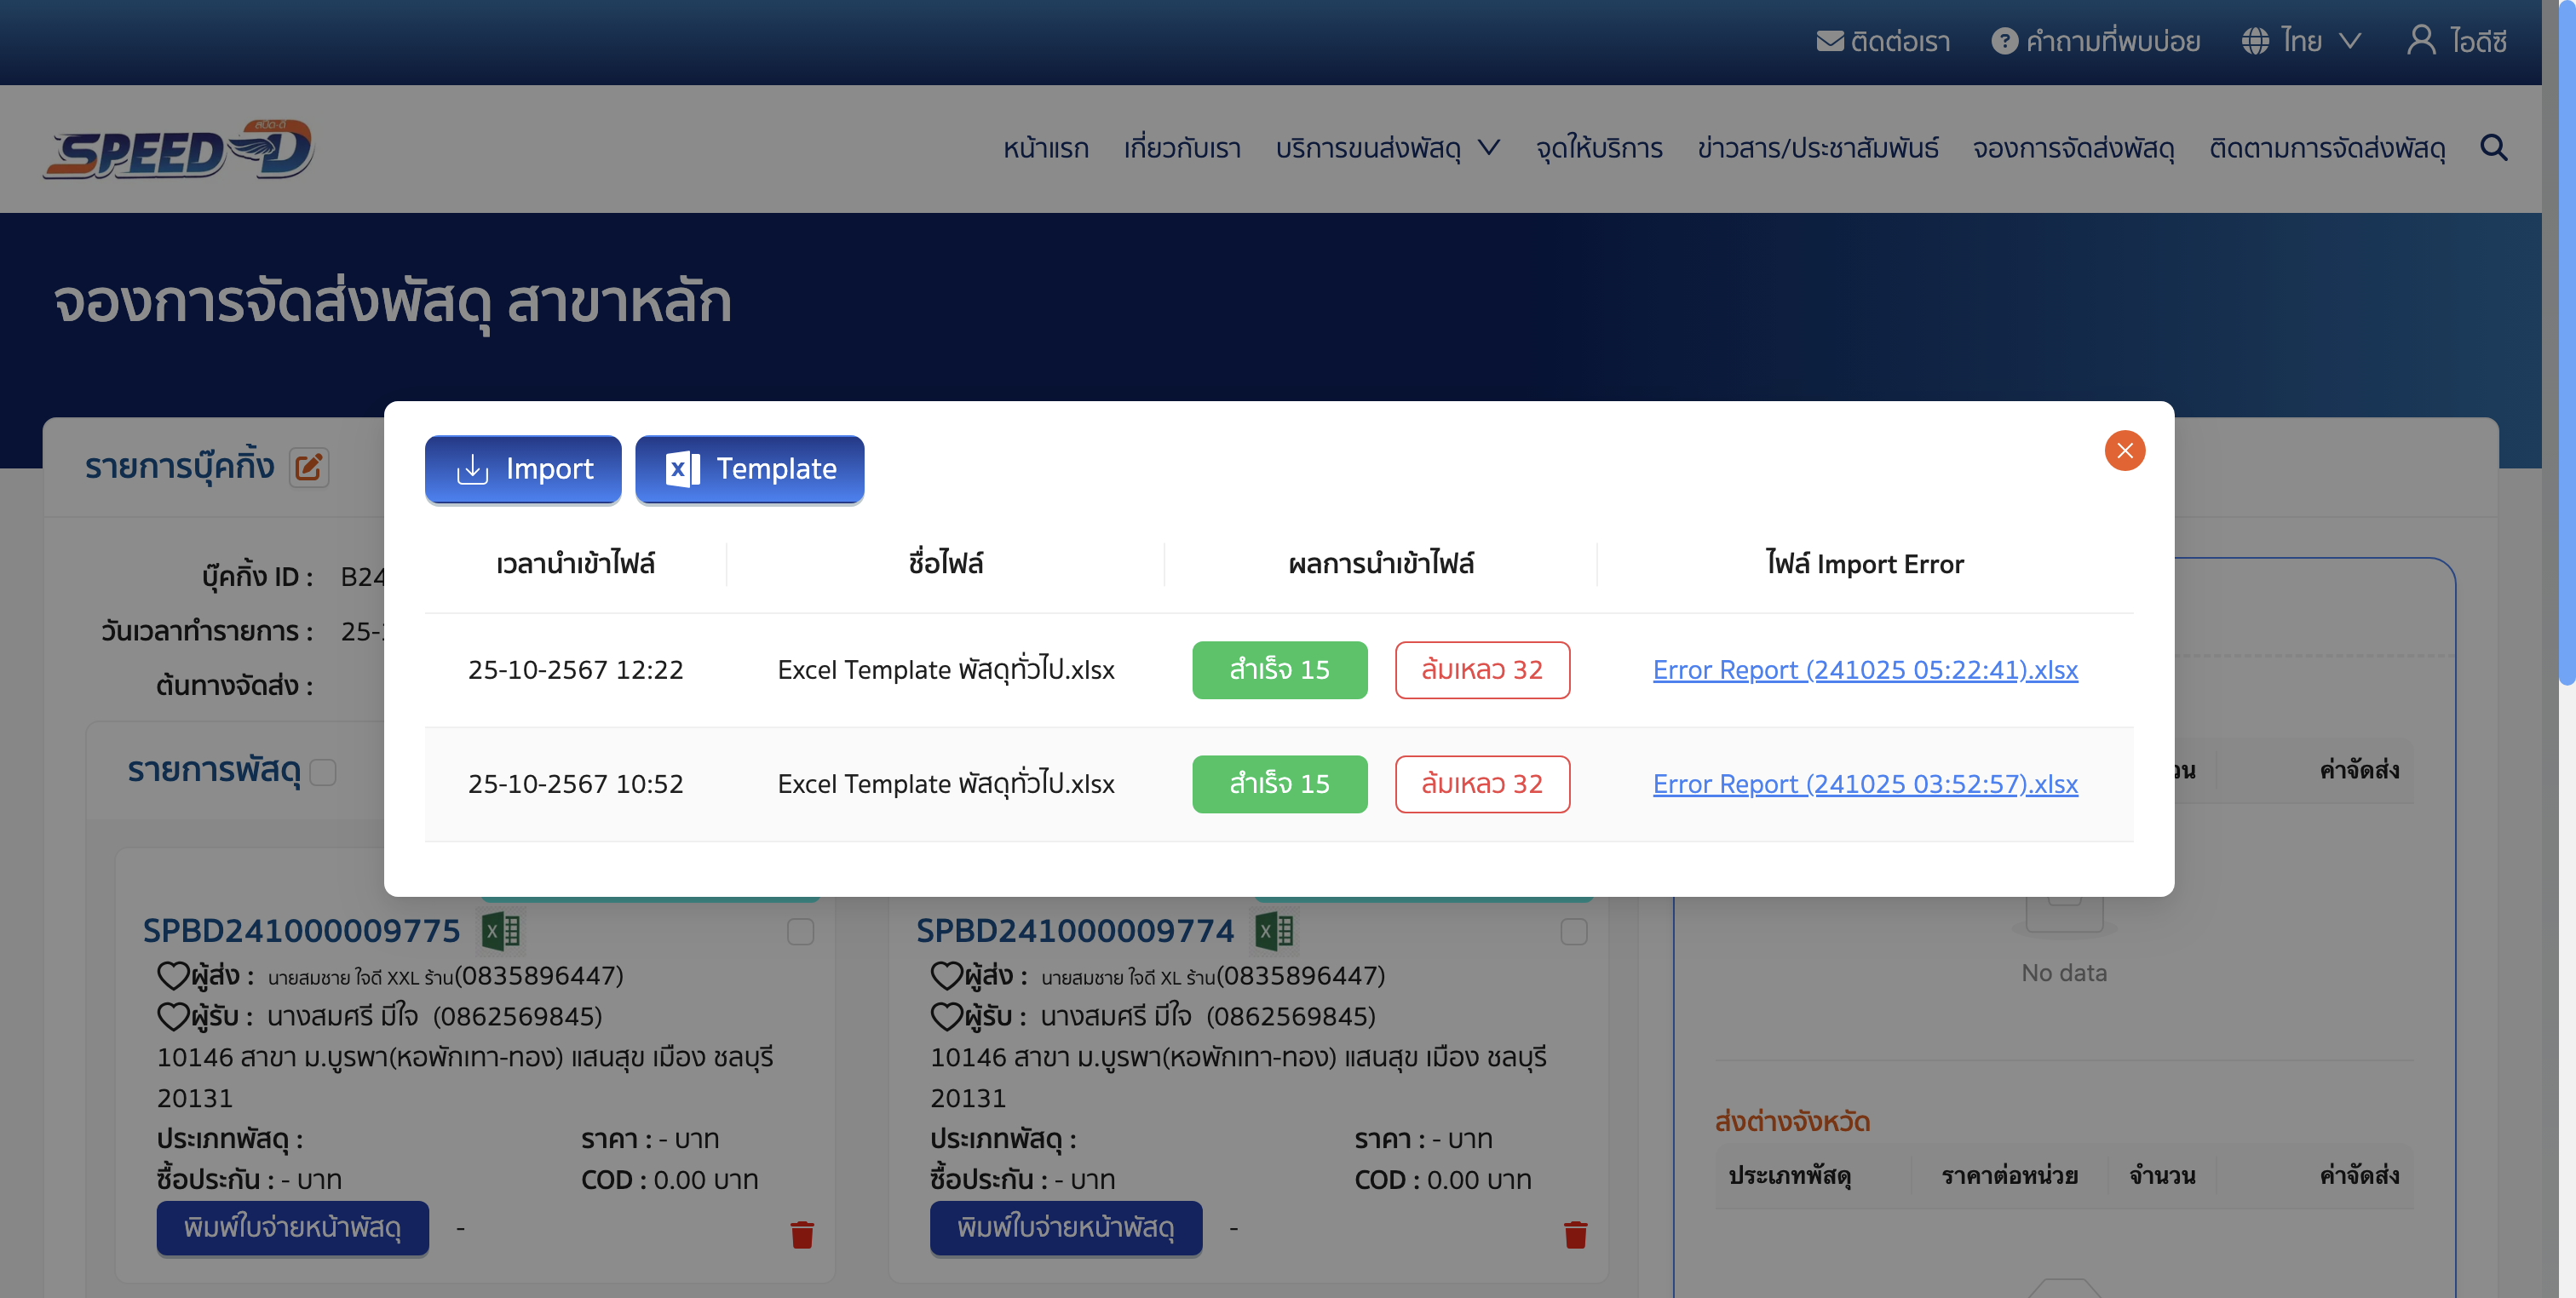 ติดต่อเรา คำถามที่พบบ่อย ไทย ไอดีซี
สปีด-ดี
SPEED-D
หน้าแรก เกี่ยวกับเรา บริการขนส่งพัสดุ จุดให้บริการ ข่าวสาร/ประชาสัมพันธ์ จองการจัดส่งพัสดุ ติดตามการจัดส่งพัสดุ
จองการจัดส่งพัสดุ สาขาหลัก
รายการบุ๊คกิ้ง
บุ๊คกิ้ง ID : B24
วันเวลาทำรายการ : 25-
ต้นทางจัดส่ง :
รายการพัสดุ
Import Template
เวลานำเข้าไฟล์ ชื่อไฟล์ ผลการนำเข้าไฟล์ ไฟล์ Import Error
25-10-2567 12:22 Excel Template พัสดุทั่วไป.xlsx สำเร็จ 15 ล้มเหลว 32 Error Report (241025 05:22:41).xlsx
25-10-2567 10:52 Excel Template พัสดุทั่วไป.xlsx สำเร็จ 15 ล้มเหลว 32 Error Report (241025 03:52:57).xlsx
ค่าจัดส่ง
SPBD241000009775
ผู้ส่ง : นายสมชาย ใจดี XXL ร้าน(0835896447)
ผู้รับ : นางสมศรี มีใจ (0862569845)
10146 สาขา ม.บูรพา(หอพักเทา-ทอง) แสนสุข เมือง ชลบุรี
20131
ประเภทพัสดุ : ราคา : - บาท
ซื้อประกัน : - บาท COD : 0.00 บาท
พิมพ์ใบจ่ายหน้าพัสดุ -
SPBD241000009774
ผู้ส่ง : นายสมชาย ใจดี XL ร้าน(0835896447)
ผู้รับ : นางสมศรี มีใจ (0862569845)
10146 สาขา ม.บูรพา(หอพักเทา-ทอง) แสนสุข เมือง ชลบุรี
20131
ประเภทพัสดุ : ราคา : - บาท
ซื้อประกัน : - บาท COD : 0.00 บาท
พิมพ์ใบจ่ายหน้าพัสดุ -
No data
ส่งต่างจังหวัด
ประเภทพัสดุ ราคาต่อหน่วย จำนวน ค่าจัดส่ง